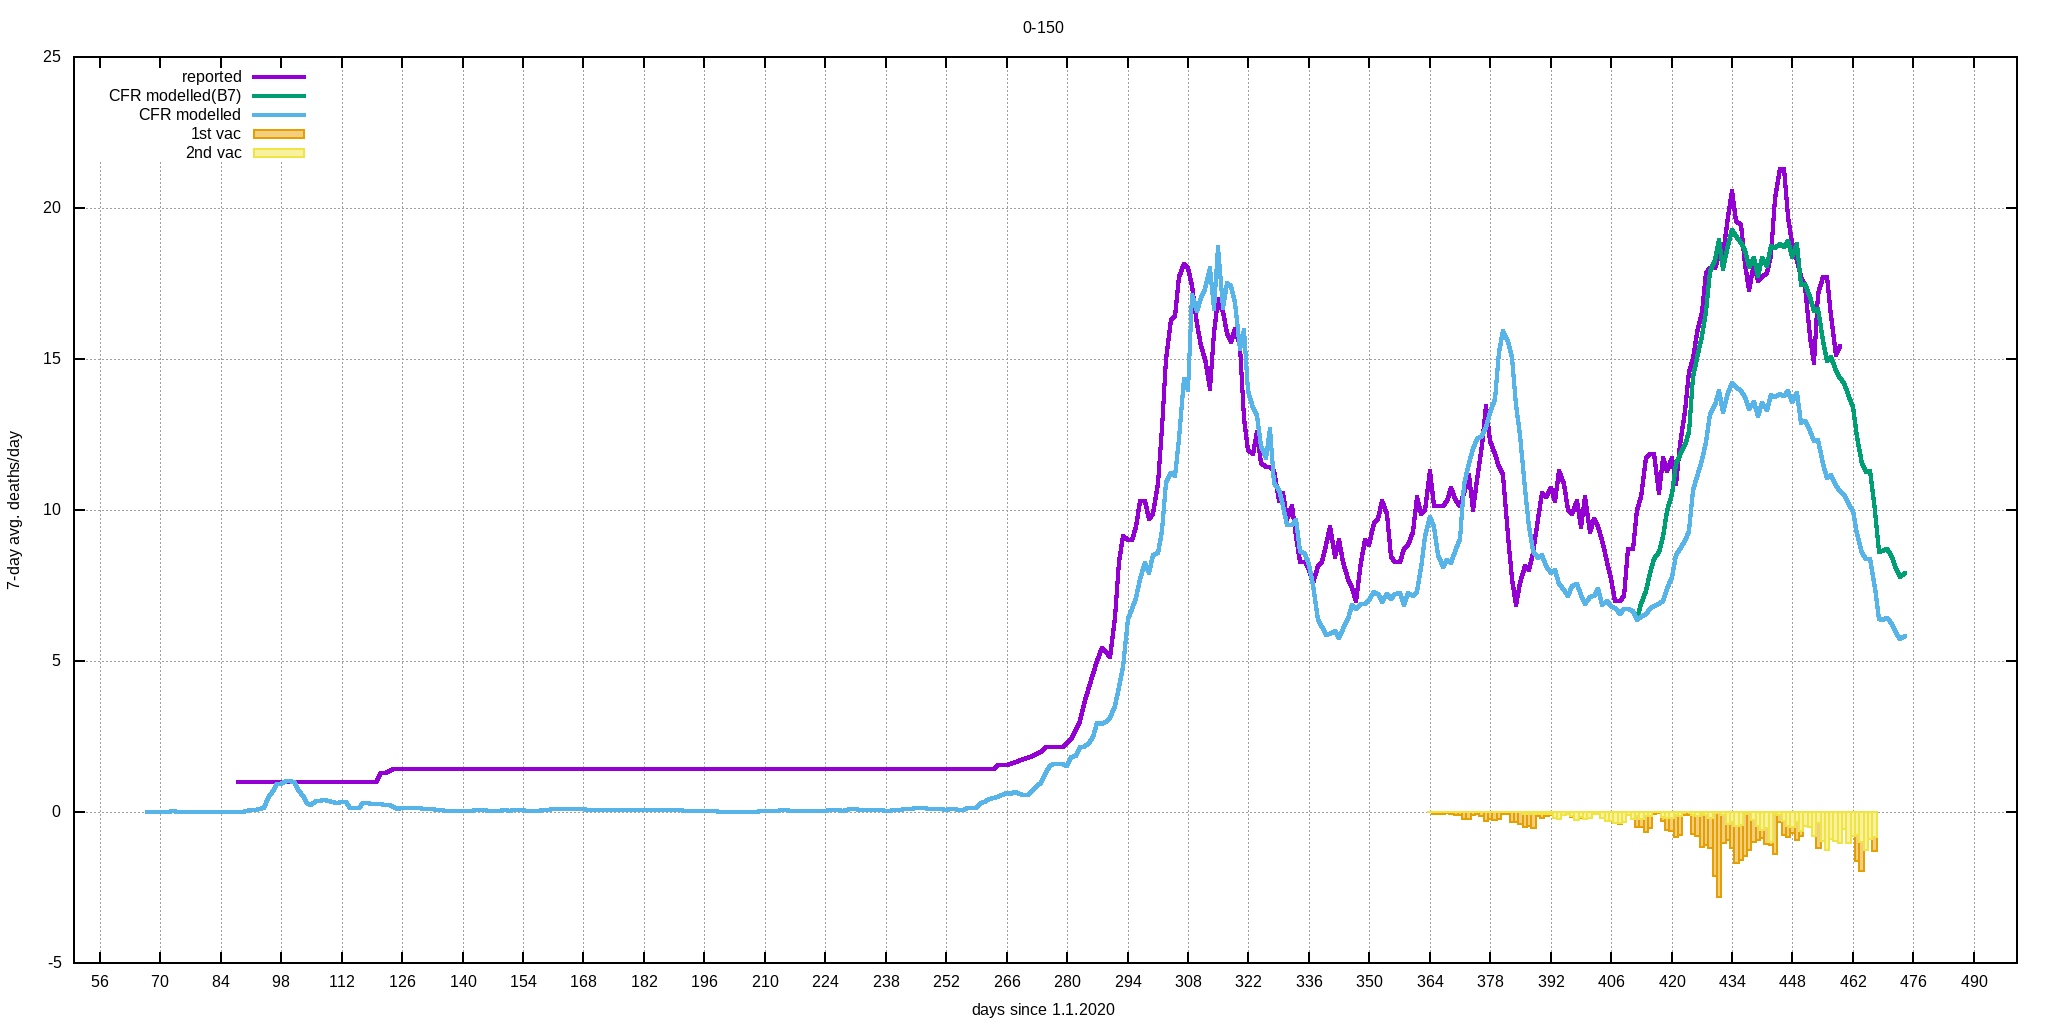 0-150
reported
CFR modelled(B7)
CFR modelled
1st vac
2nd vac
25
20
15
10
5
0
-5
7-day avg. deaths/day
56 70 84 98 112 126 140 154 168 182 196 210 224 238 252 266 280 294 308 322 336 350 364 378 392 406 420 434 448 462 476 490
days since 1.1.2020